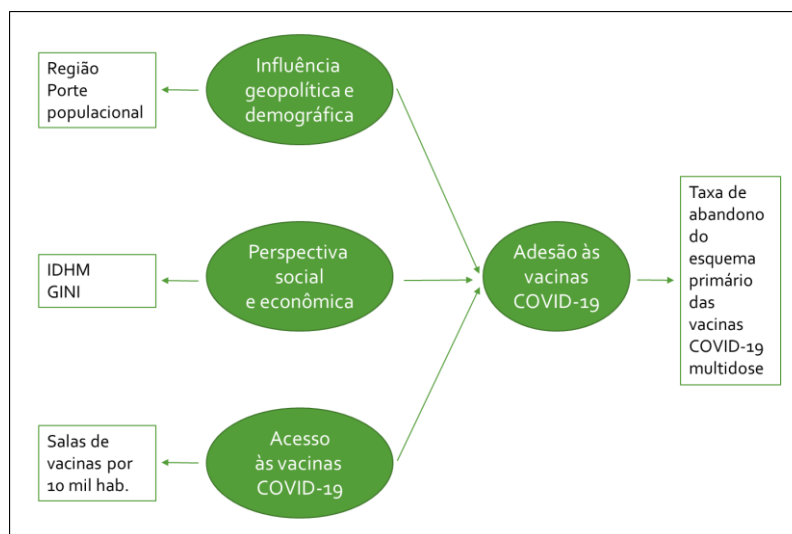 Região
Porte
populacional
Influência
geopolítica e
demográfica
IDHM
GINI
Perspectiva
social
e econômica
Adesão às
vacinas
COVID-19
Taxa de
abandono
do
esquema
primário
das
vacinas
COVID-19
multidose
Salas de
vacinas por
10 mil hab.
Acesso
às vacinas
COVID-19